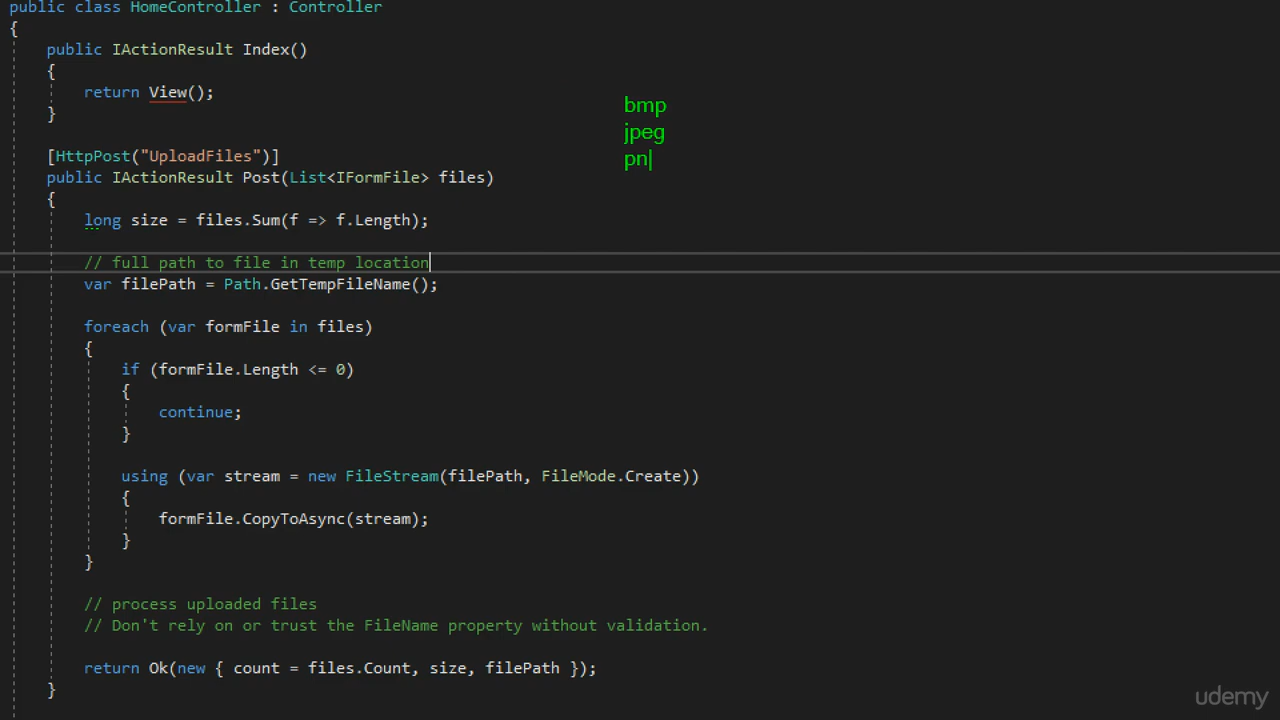 public class HomeController : Controller
{
public IActionResult Index()
{
return View();
}
bmp
jpeg
pn
[HttpPost("UploadFiles")]
public IActionResult Post(List<IFormFile> files)
{
long size = files.Sum(f => f.Length);
// full path to file in temp location
var filePath = Path.GetTempFileName();
foreach (var formFile in files)
{
if (formFile.Length <= 0)
{
continue;
}
using (var stream = new FileStream(filePath, FileMode.Create))
{
formFile.CopyToAsync(stream);
}
}
// process uploaded files
// Don't rely on or trust the FileName property without validation.
return Ok(new { count = files.Count, size, filePath });
}
udemy